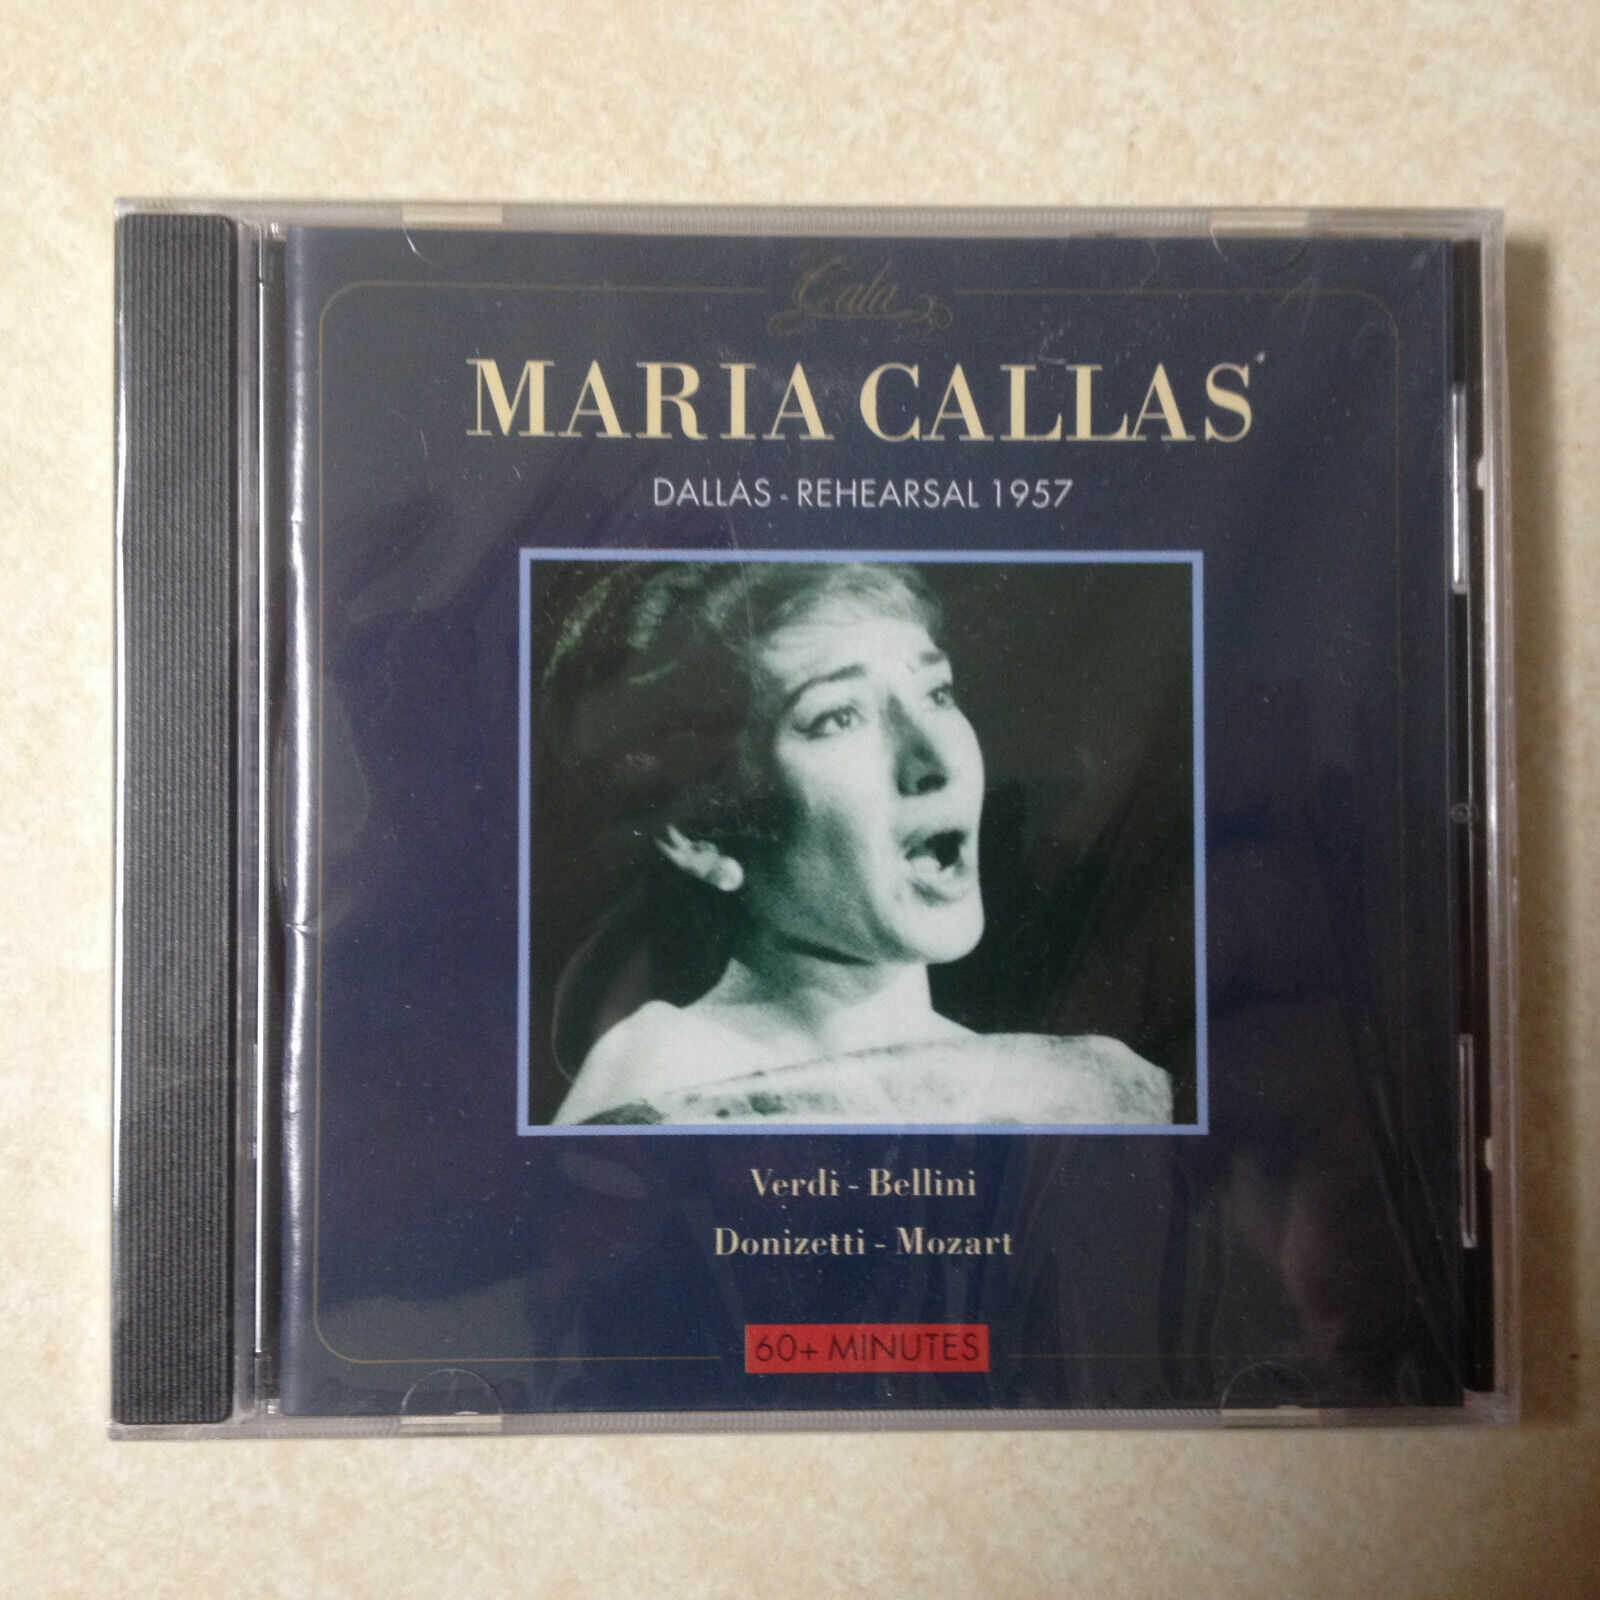 Gala
MARIA CALLAS
DALLAS - REHEARSAL 1957
Verdi - Bellini
Donizetti - Mozart
60+ MINUTES